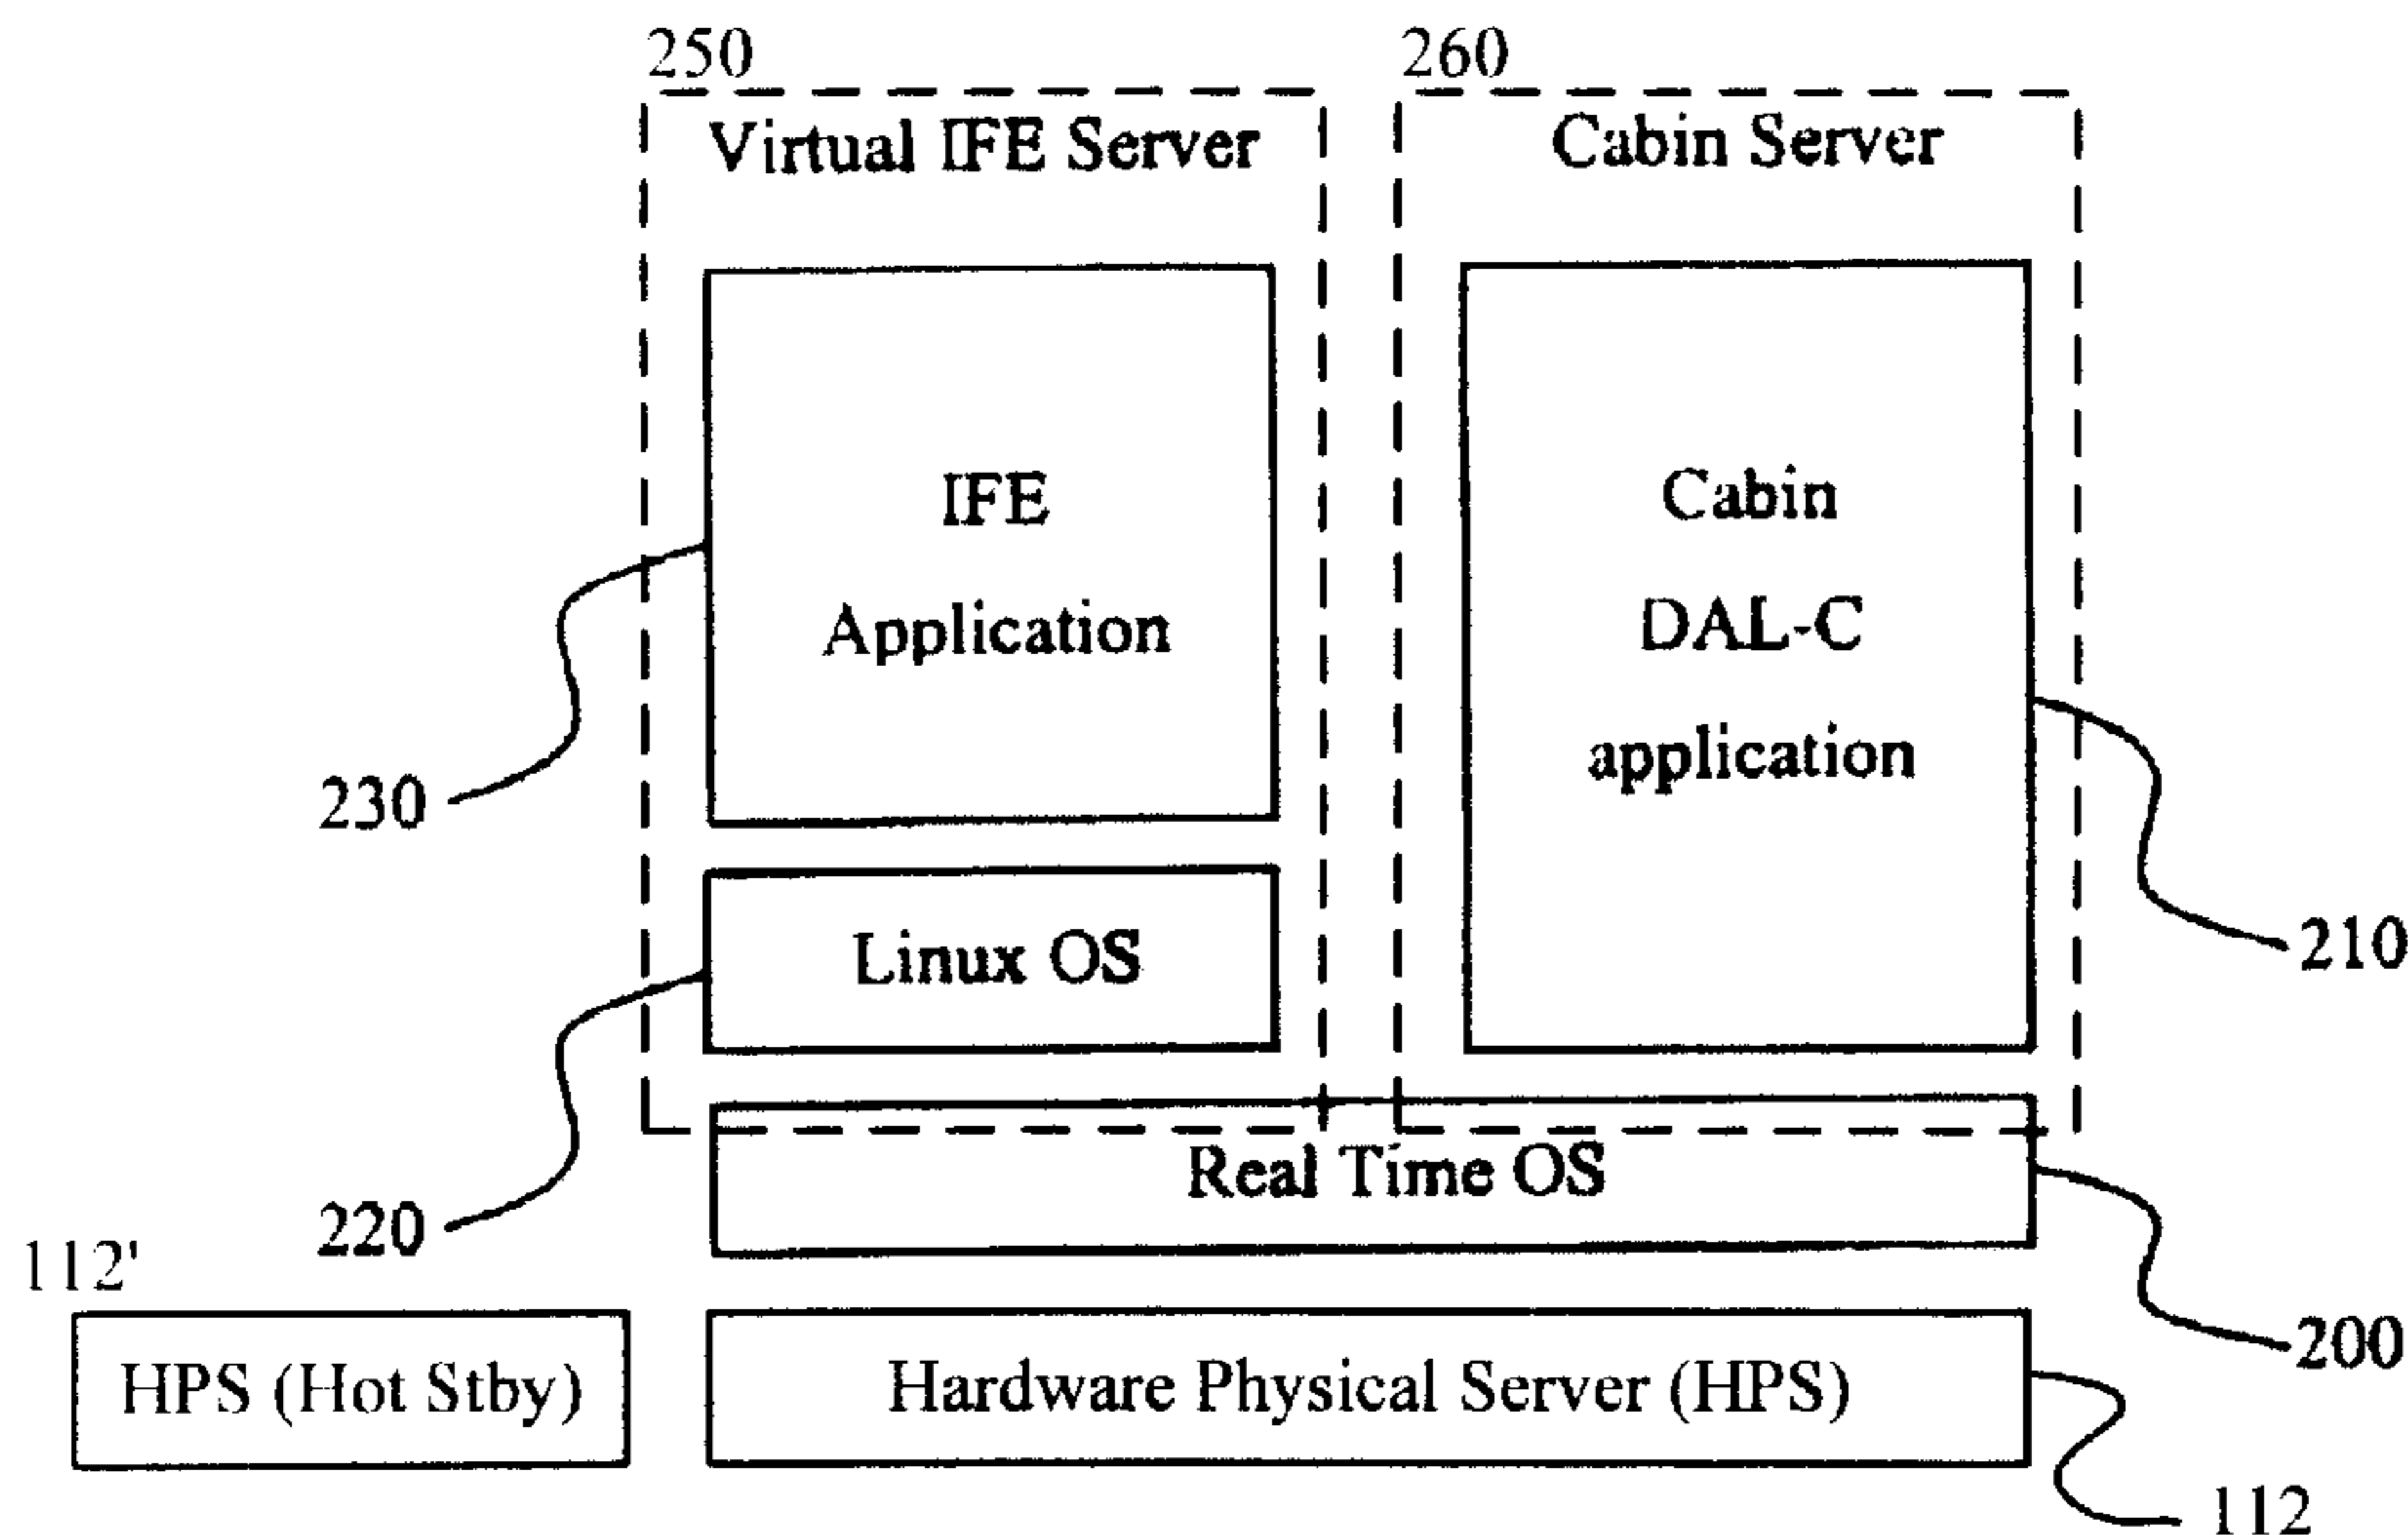 250
260
Virtual IFE Server
Cabin Server
IFE
Application
Cabin
DAL-C
application
230
Linux OS
210
Real Time OS
220
112'
200
HPS (Hot Stby)
Hardware Physical Server (HPS)
112